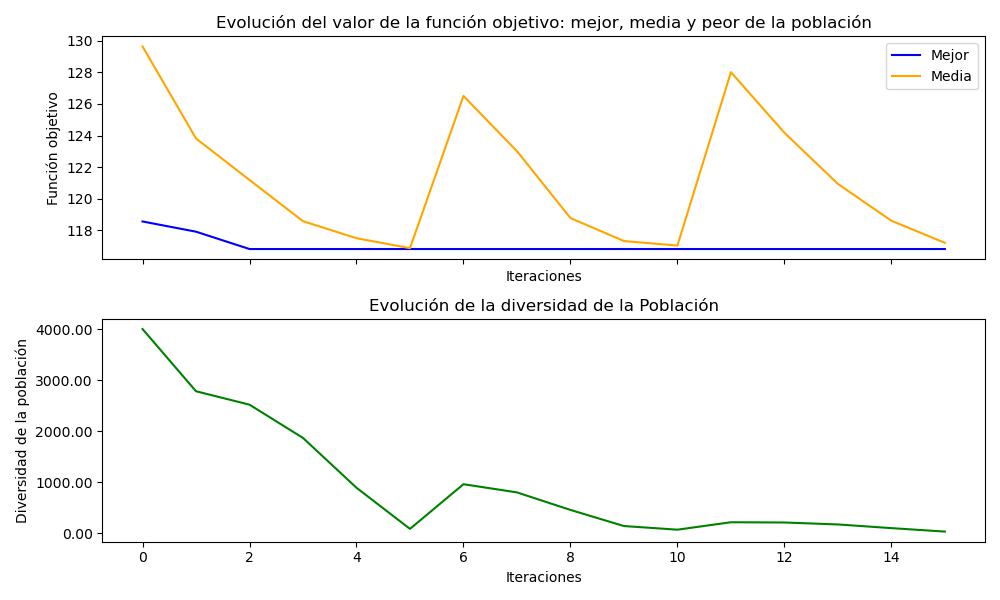 Evolución del valor de la función objetivo: mejor, media y peor de la población
130
128
126
124
122
120
118
Función objetivo
Mejor
Media
Iteraciones
Evolución de la diversidad de la Población
4000.00
3000.00
2000.00
1000.00
0.00
Diversidad de la población
0 2 4 6 8 10 12 14
Iteraciones